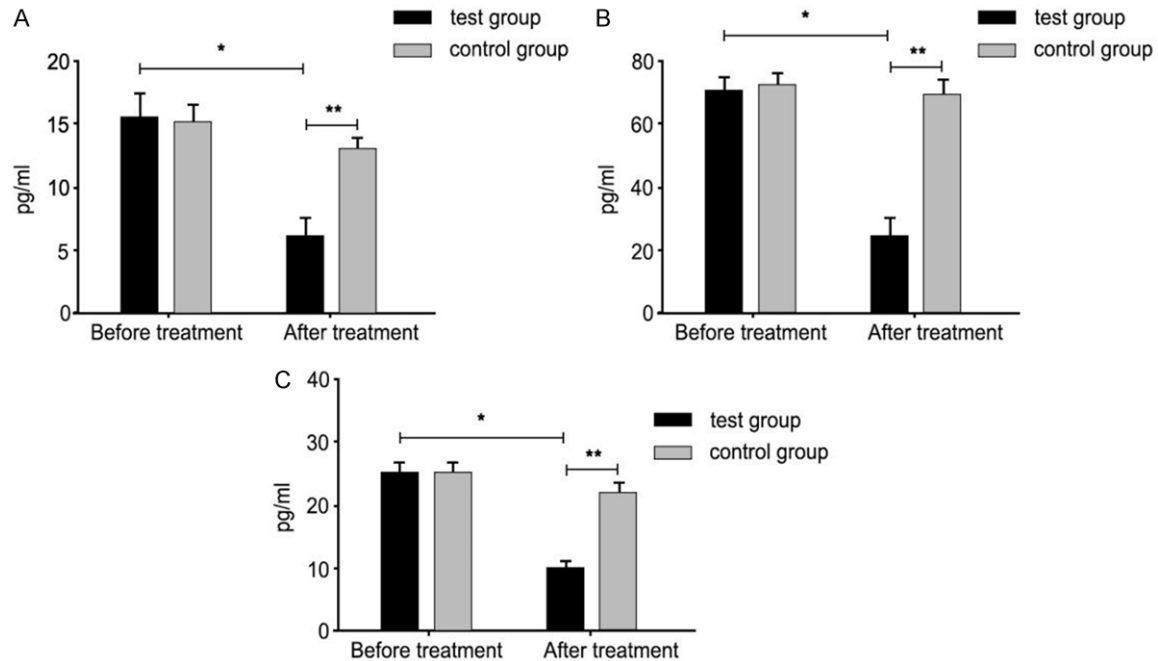 A
test group
control group
*
**
20
15
10
5
0
pg/ml
Before treatment
After treatment
B
test group
control group
*
**
80
60
40
20
0
pg/ml
Before treatment
After treatment
C
test group
control group
*
**
40
30
20
10
0
pg/ml
Before treatment
After treatment